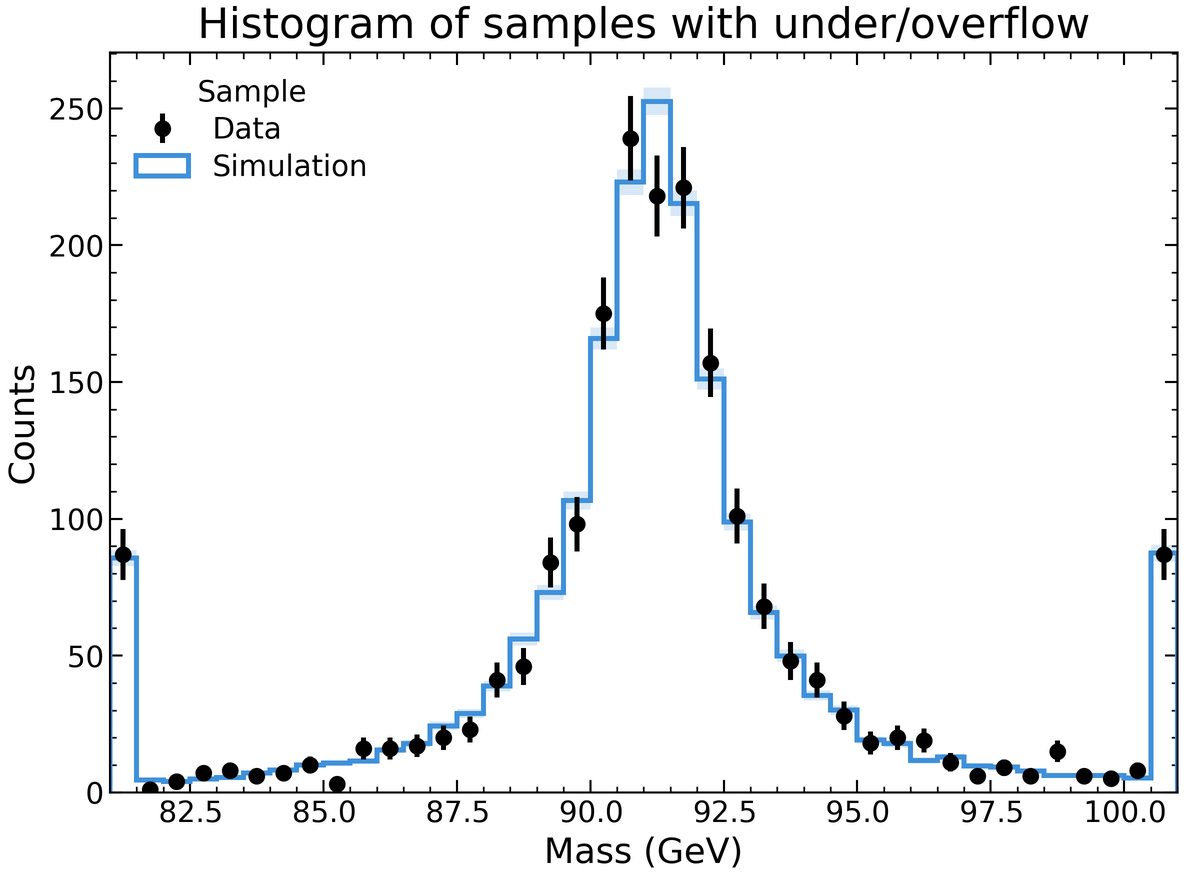 Histogram of samples with under/overflow
Sample
Data
Simulation
Counts
250
200
150
100
50
0
82.5 85.0 87.5 90.0 92.5 95.0 97.5 100.0
Mass (GeV)